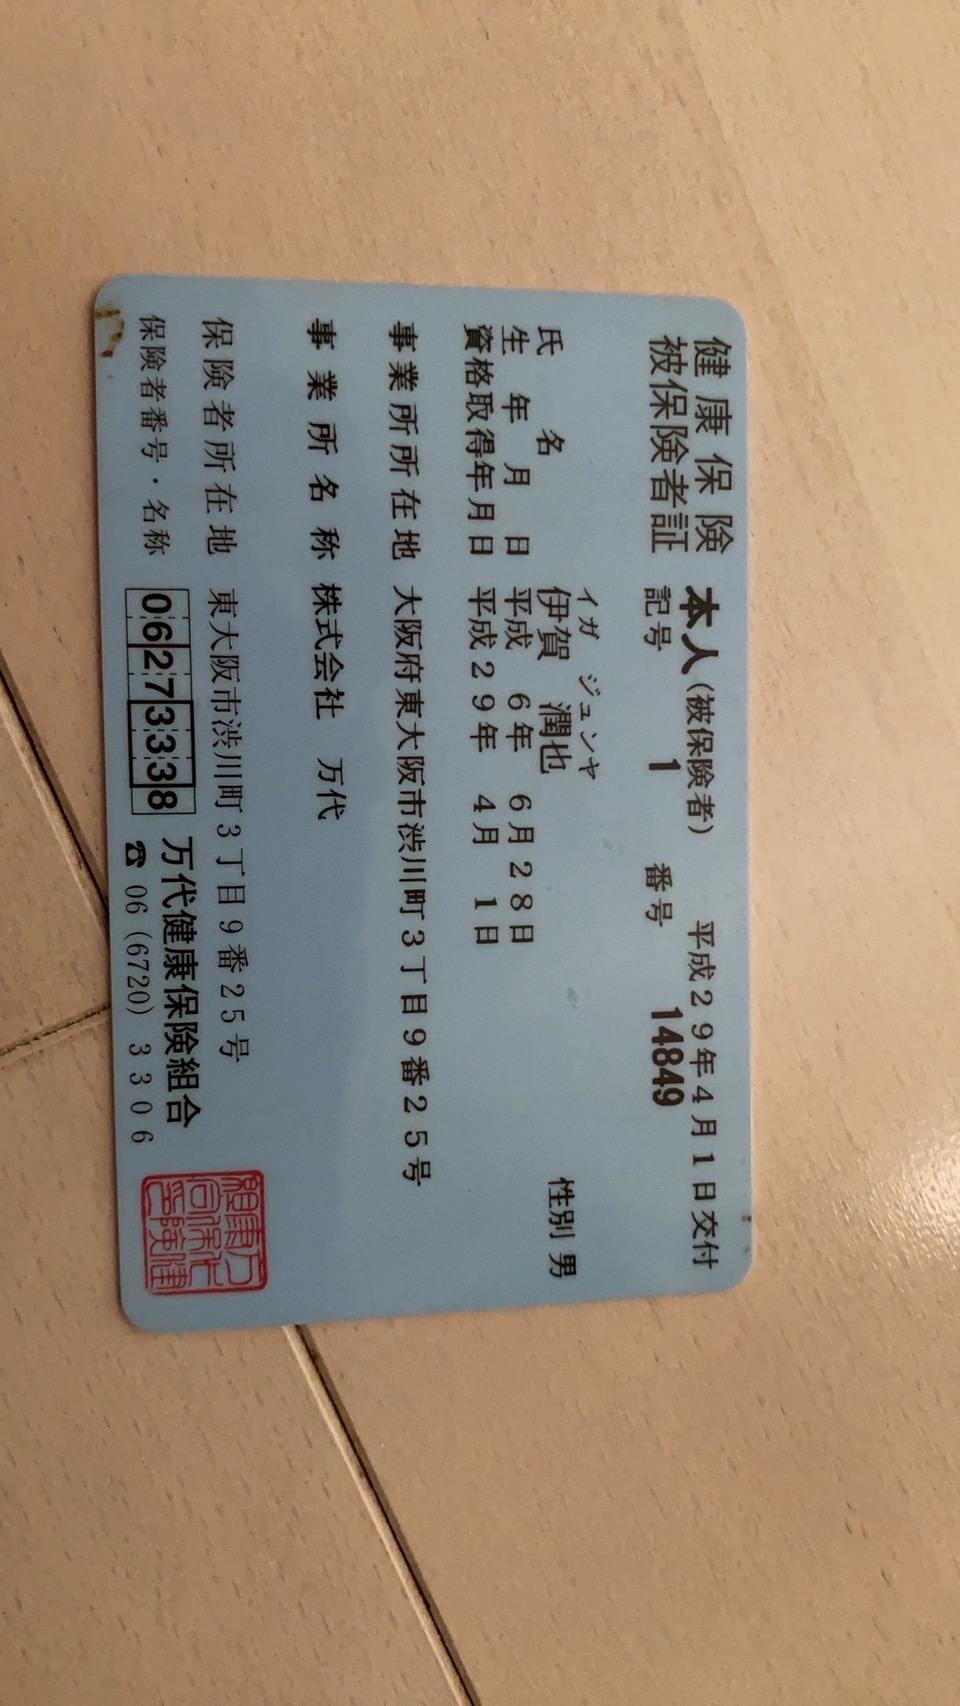 健康保険 本人(被保険者) 平成29年4月1日交付
被保険者証 記号 1 番号 14849
イガ ジュンヤ
氏名 伊賀 潤也 性別 男
生年月日 平成 6年 6月28日
資格取得年月日 平成29年 4月 1日
事業所所在地 大阪府東大阪市渋川町3丁目9番25号
事業所名称 株式会社 万代
保険者所在地 東大阪市渋川町3丁目9番25号
保険者番号・名称 06273338 万代健康保険組合
☎ 06(6720)3306